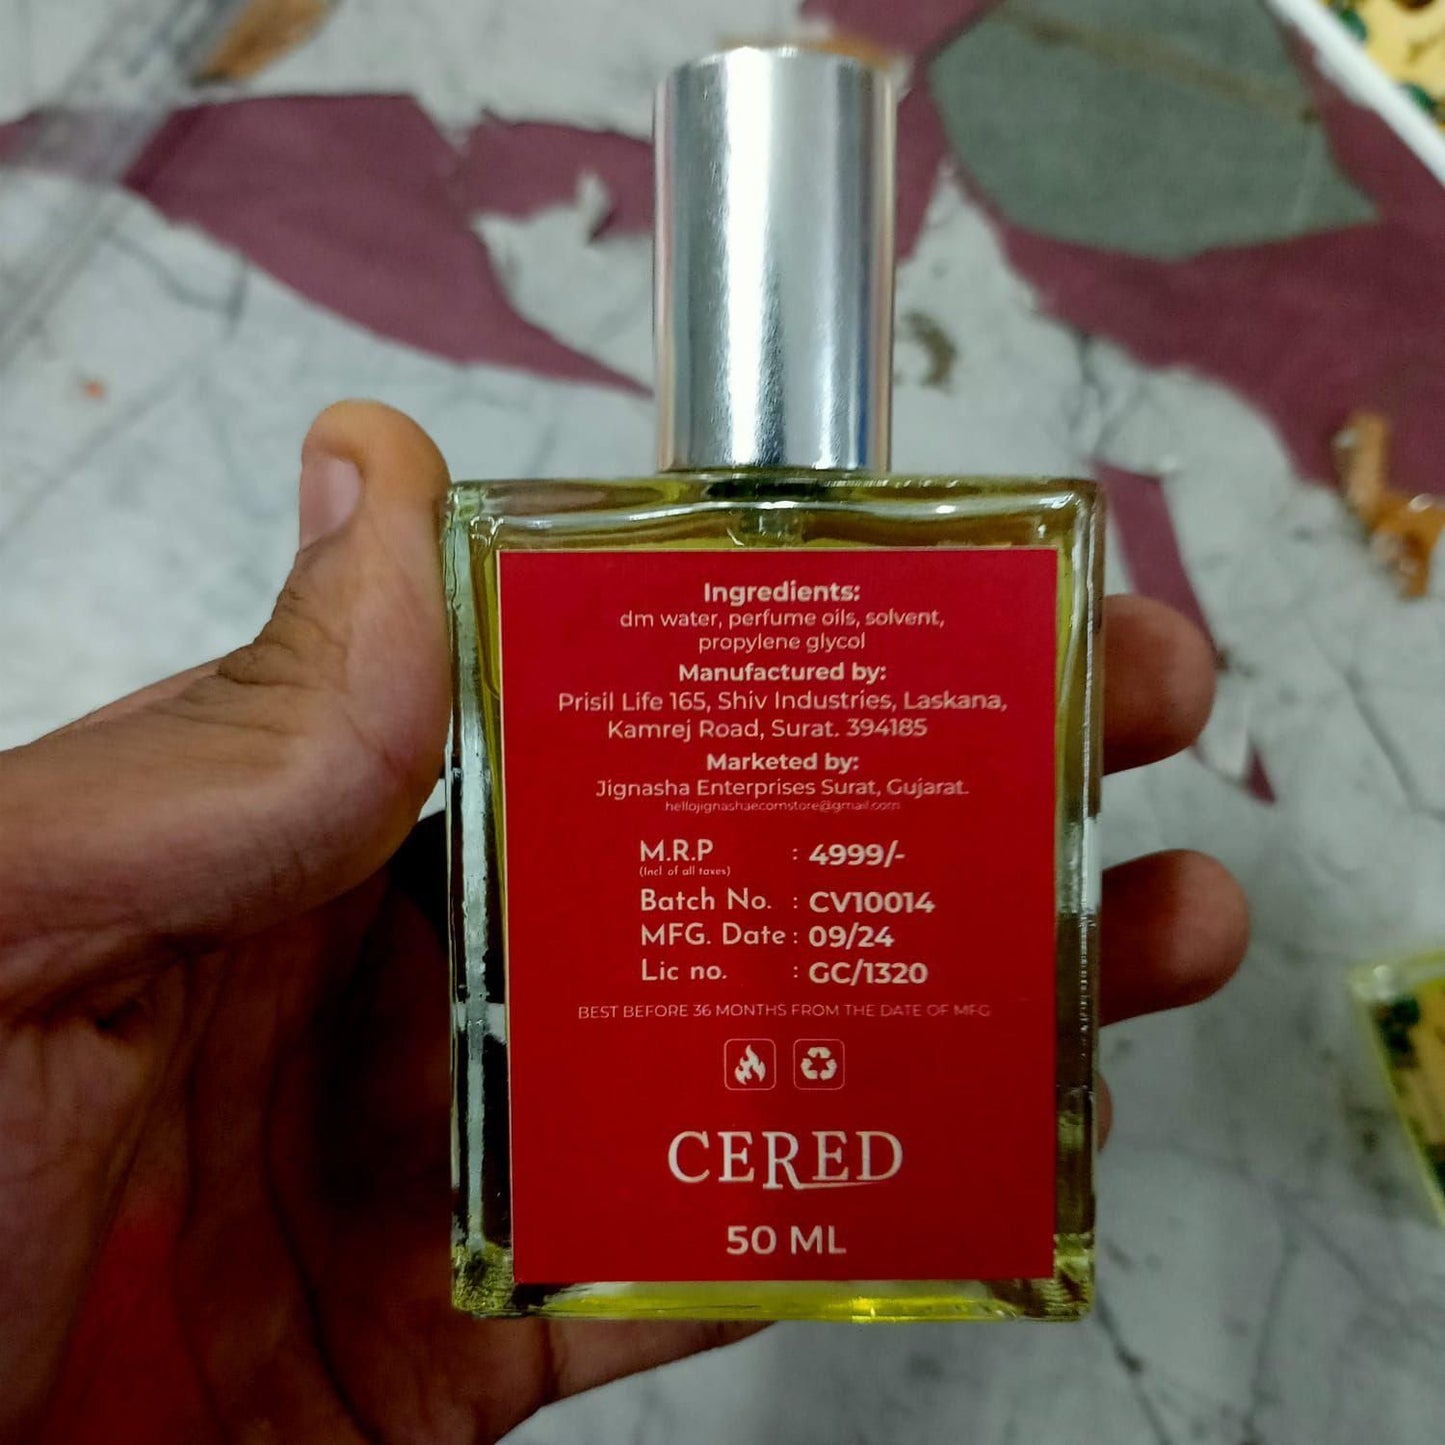 Ingredients:
dm water, perfume oils, solvent,
propylene glycol
Manufactured by:
Prisil Life 165, Shiv Industries, Laskana,
Kamrej Road, Surat. 394185
Marketed by:
Jignasha Enterprises Surat, Gujarat.
hellojignashaecomstore@gmail.com
M.R.P : 4999/-
(Incl of all taxes)
Batch No. : CV10014
MFG. Date : 09/24
Lic no. : GC/1320
BEST BEFORE 36 MONTHS FROM THE DATE OF MFG
CERED
50 ML